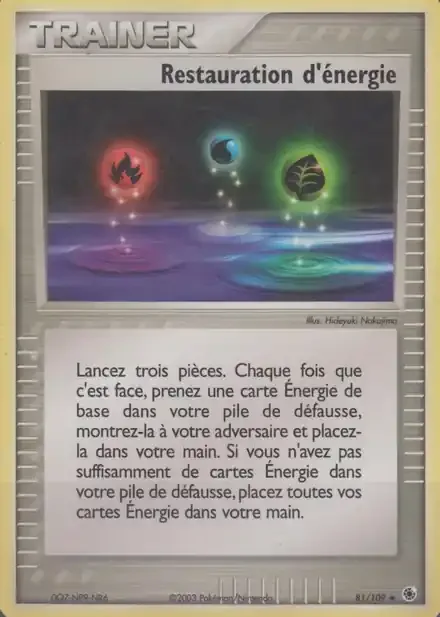 TRAINER
Restauration d'énergie
Illus. Hideyuki Nakajima
Lancez trois pièces. Chaque fois que
c'est face, prenez une carte Énergie de
base dans votre pile de défausse,
montrez-la à votre adversaire et placez-
la dans votre main. Si vous n'avez pas
suffisamment de cartes Énergie dans
votre pile de défausse, placez toutes vos
cartes Énergie dans votre main.
©2003 Pokémon/Nintendo
81/109